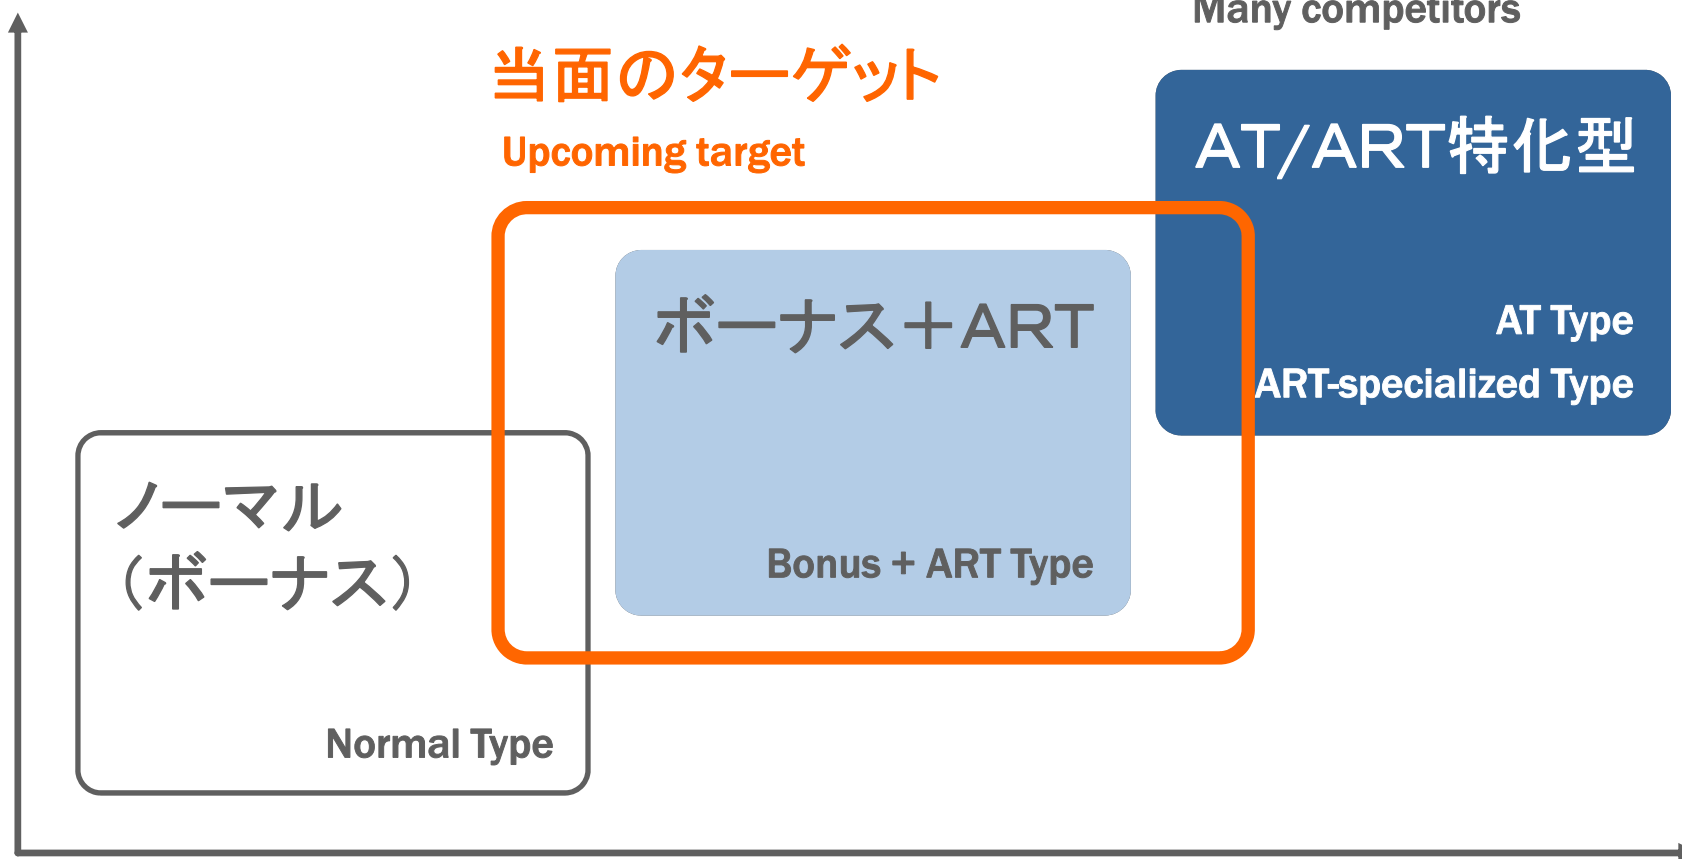 Many competitors
当面のターゲット
Upcoming target
AT/ART特化型
AT Type
ART-specialized Type
ボーナス＋ART
Bonus + ART Type
ノーマル
（ボーナス）
Normal Type